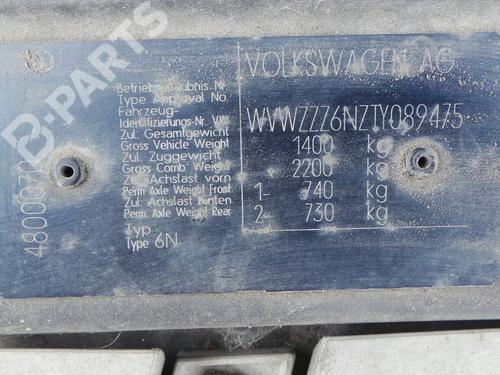 B-PARTS
VOLKSWAGEN AG
Betriebserlaubnis. Nr.
Type Approval No.
Fahrzeug-
Identifizierungs-Nr. VIN
WVWZZZ6NZTY089475
Zul. Gesamtgewicht
Gross Vehicle Weight
1400 kg
Zul. Zuggewicht
Gross Comb. Weight
2200 kg
Zul. Achslast vorn
Perm. Axle Weight Front
1- 740 kg
Zul. Achslast hinten
Perm. Axle Weight Rear
2- 730 kg
Typ
Type 6N